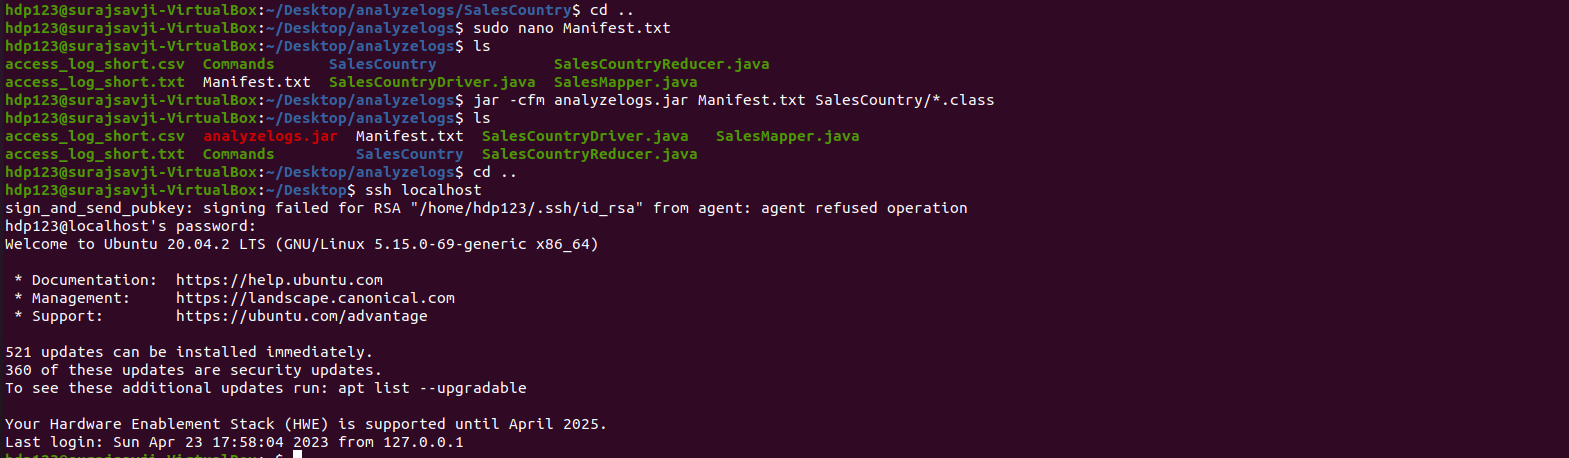 hdp123@surajsavji-VirtualBox:~/Desktop/analyzelogs/SalesCountry$ cd ..
hdp123@surajsavji-VirtualBox:~/Desktop/analyzelogs$ sudo nano Manifest.txt
hdp123@surajsavji-VirtualBox:~/Desktop/analyzelogs$ ls
access_log_short.csv  Commands      SalesCountry             SalesCountryReducer.java
access_log_short.txt  Manifest.txt  SalesCountryDriver.java  SalesMapper.java
hdp123@surajsavji-VirtualBox:~/Desktop/analyzelogs$ jar -cfm analyzelogs.jar Manifest.txt SalesCountry/*.class
hdp123@surajsavji-VirtualBox:~/Desktop/analyzelogs$ ls
access_log_short.csv  analyzelogs.jar  Manifest.txt  SalesCountryDriver.java   SalesMapper.java
access_log_short.txt  Commands         SalesCountry  SalesCountryReducer.java
hdp123@surajsavji-VirtualBox:~/Desktop/analyzelogs$ cd ..
hdp123@surajsavji-VirtualBox:~/Desktop$ ssh localhost
sign_and_send_pubkey: signing failed for RSA "/home/hdp123/.ssh/id_rsa" from agent: agent refused operation
hdp123@localhost's password:
Welcome to Ubuntu 20.04.2 LTS (GNU/Linux 5.15.0-69-generic x86_64)
 * Documentation:  https://help.ubuntu.com
 * Management:     https://landscape.canonical.com
 * Support:        https://ubuntu.com/advantage
521 updates can be installed immediately.
360 of these updates are security updates.
To see these additional updates run: apt list --upgradable
Your Hardware Enablement Stack (HWE) is supported until April 2025.
Last login: Sun Apr 23 17:58:04 2023 from 127.0.0.1
hdp123@surajsavji-VirtualBox:~$